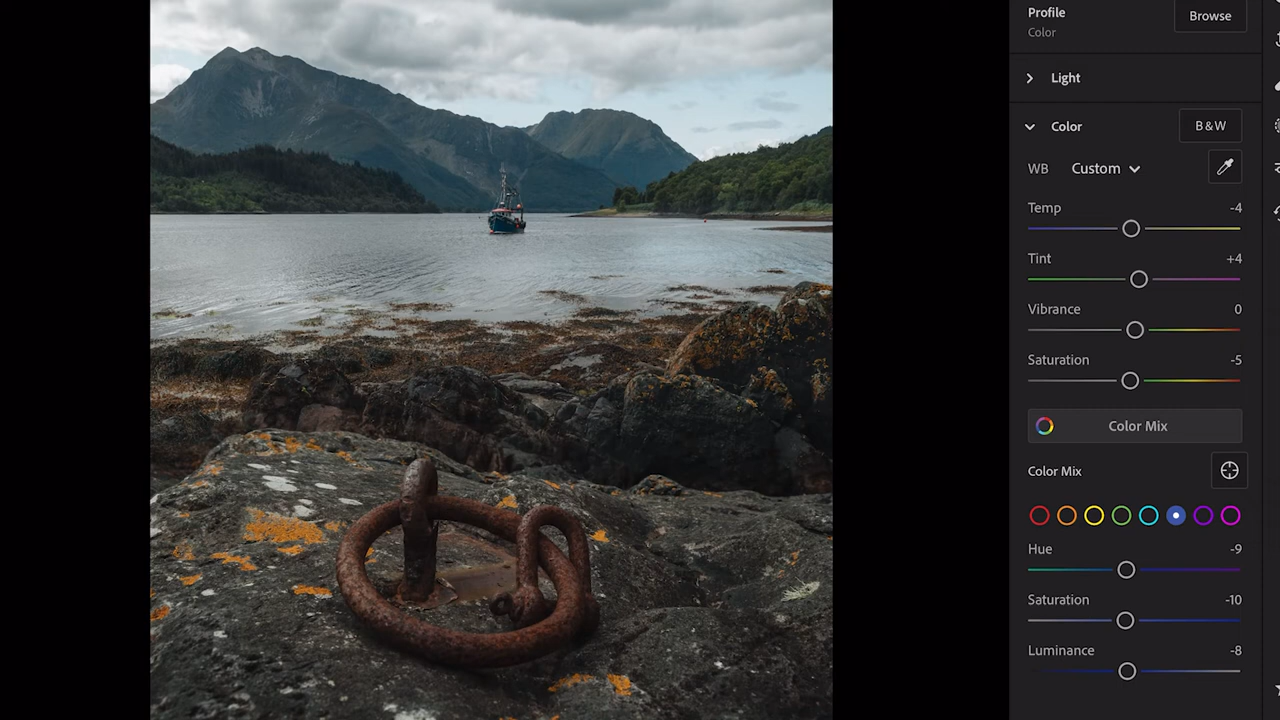 Profile
Browse
Color
Light
Color
B&W
WB
Custom
Temp -4
Tint +4
Vibrance 0
Saturation -5
Color Mix
Color Mix
Hue -9
Saturation -10
Luminance -8